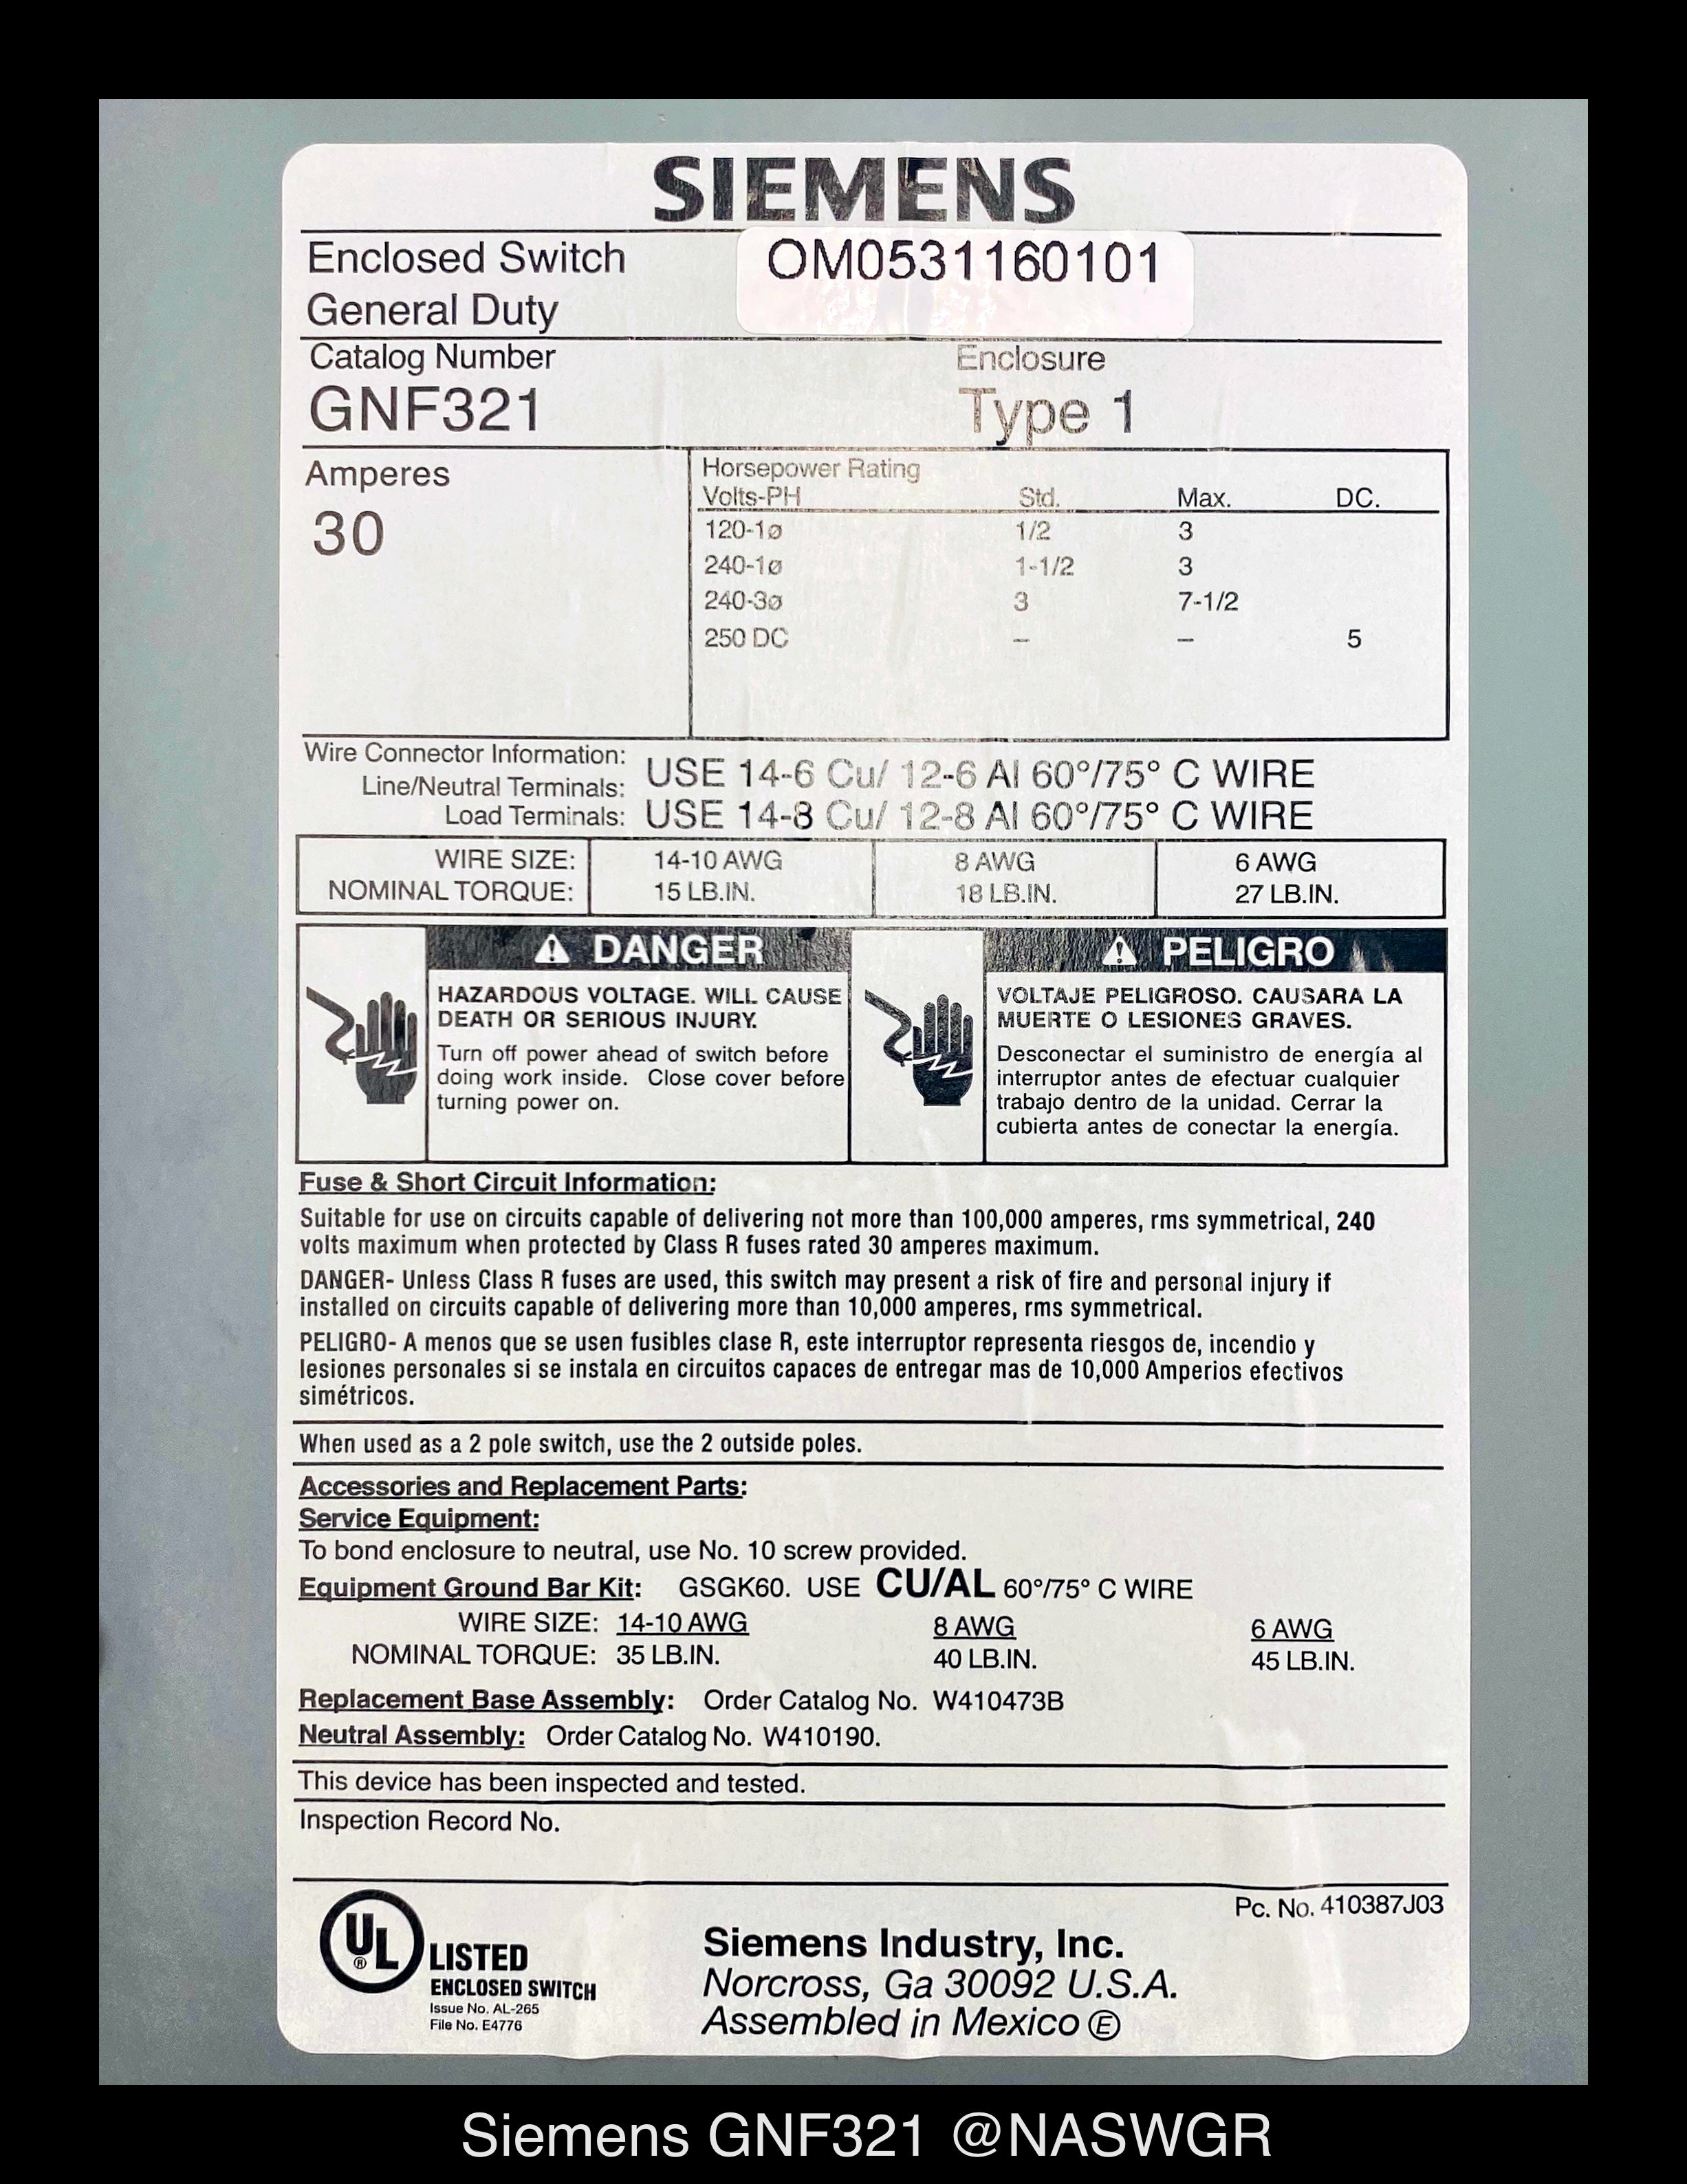 SIEMENS
Enclosed Switch
General Duty
OM0531160101
Catalog Number
GNF321
Enclosure
Type 1
Amperes
30
Horsepower Rating
Volts-PH Std. Max. DC.
120-1ø 1/2 3
240-1ø 1-1/2 3
240-3ø 3 7-1/2
250 DC – – 5
Wire Connector Information:
Line/Neutral Terminals: USE 14-6 Cu/ 12-6 Al 60°/75° C WIRE
Load Terminals: USE 14-8 Cu/ 12-8 Al 60°/75° C WIRE
WIRE SIZE: 14-10 AWG 8 AWG 6 AWG
NOMINAL TORQUE: 15 LB.IN. 18 LB.IN. 27 LB.IN.
DANGER
HAZARDOUS VOLTAGE. WILL CAUSE
DEATH OR SERIOUS INJURY.
Turn off power ahead of switch before
doing work inside. Close cover before
turning power on.
PELIGRO
VOLTAJE PELIGROSO. CAUSARA LA
MUERTE O LESIONES GRAVES.
Desconectar el suministro de energía al
interruptor antes de efectuar cualquier
trabajo dentro de la unidad. Cerrar la
cubierta antes de conectar la energía.
Fuse & Short Circuit Information:
Suitable for use on circuits capable of delivering not more than 100,000 amperes, rms symmetrical, 240
volts maximum when protected by Class R fuses rated 30 amperes maximum.
DANGER- Unless Class R fuses are used, this switch may present a risk of fire and personal injury if
installed on circuits capable of delivering more than 10,000 amperes, rms symmetrical.
PELIGRO- A menos que se usen fusibles clase R, este interruptor representa riesgos de, incendio y
lesiones personales si se instala en circuitos capaces de entregar mas de 10,000 Amperios efectivos
simétricos.
When used as a 2 pole switch, use the 2 outside poles.
Accessories and Replacement Parts:
Service Equipment:
To bond enclosure to neutral, use No. 10 screw provided.
Equipment Ground Bar Kit: GSGK60. USE CU/AL 60°/75° C WIRE
WIRE SIZE: 14-10 AWG 8 AWG 6 AWG
NOMINAL TORQUE: 35 LB.IN. 40 LB.IN. 45 LB.IN.
Replacement Base Assembly: Order Catalog No. W410473B
Neutral Assembly: Order Catalog No. W410190.
This device has been inspected and tested.
Inspection Record No.
Pc. No. 410387J03
UL ® LISTED
ENCLOSED SWITCH
Issue No. AL-265
File No. E4776
Siemens Industry, Inc.
Norcross, Ga 30092 U.S.A.
Assembled in Mexico Ⓔ
Siemens GNF321 @NASWGR